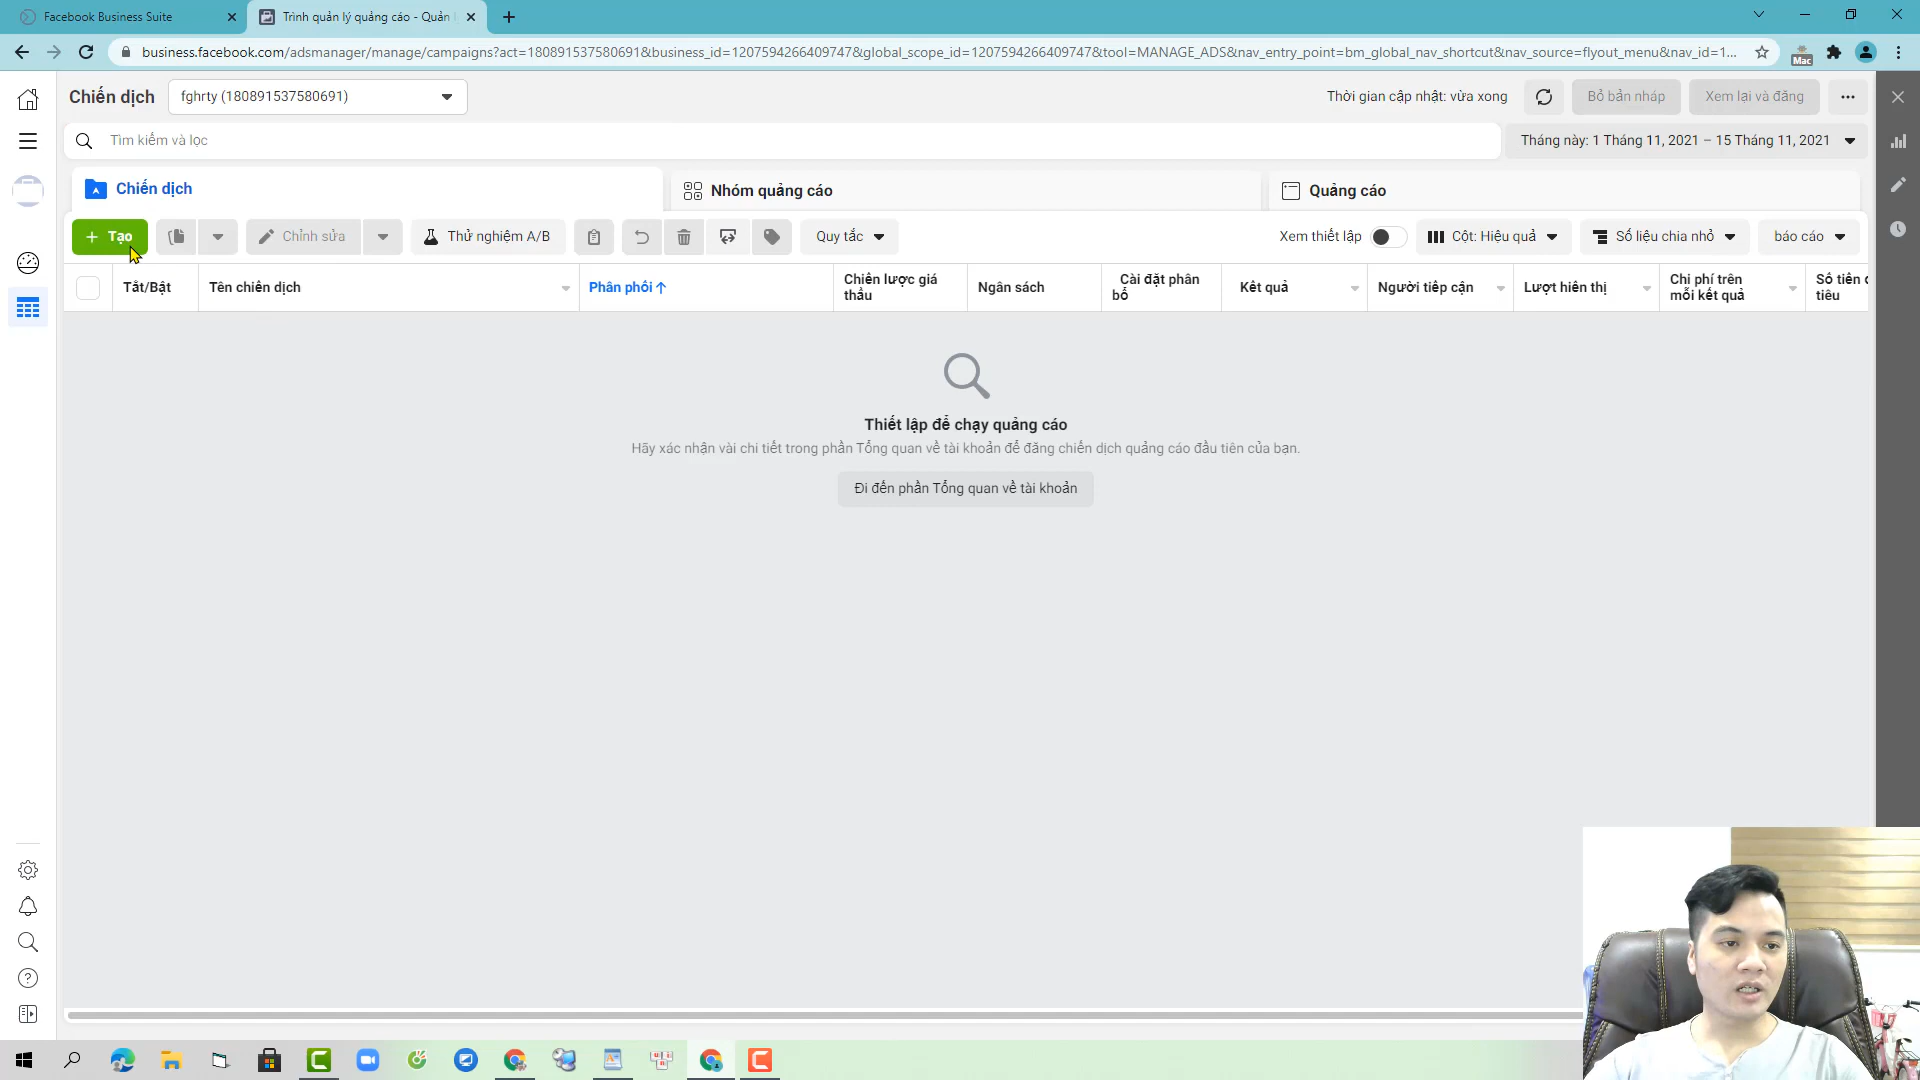 Facebook Business Suite
Trình quản lý quảng cáo - Quản l
business.facebook.com/adsmanager/manage/campaigns?act=180891537580691&business_id=1207594266409747&global_scope_id=1207594266409747&tool=MANAGE_ADS&nav_entry_point=bm_global_nav_shortcut&nav_source=flyout_menu&nav_id=1...
Mac
Chiến dịch
fghrty (180891537580691)
Thời gian cập nhật: vừa xong
Bỏ bản nháp
Xem lại và đăng
Tìm kiếm và lọc
Tháng này: 1 Tháng 11, 2021 – 15 Tháng 11, 2021
Chiến dịch
Nhóm quảng cáo
Quảng cáo
+ Tạo
Chỉnh sửa
Thử nghiệm A/B
Quy tắc
Xem thiết lập
Cột: Hiệu quả
Số liệu chia nhỏ
báo cáo
Tắt/Bật
Tên chiến dịch
Phân phối↑
Chiến lược giá
thầu
Ngân sách
Cài đặt phân
bổ
Kết quả
Người tiếp cận
Lượt hiển thị
Chi phí trên
mỗi kết quả
Số tiền c
tiêu
Thiết lập để chạy quảng cáo
Hãy xác nhận vài chi tiết trong phần Tổng quan về tài khoản để đăng chiến dịch quảng cáo đầu tiên của bạn.
Đi đến phần Tổng quan về tài khoản